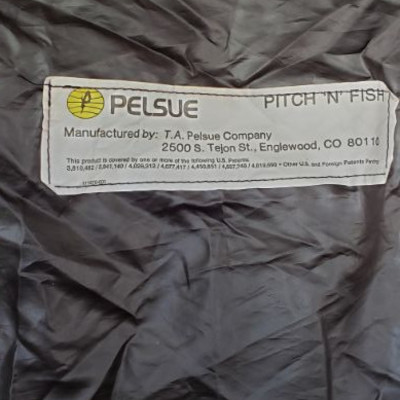 PELSUE PITCH 'N' FISH
Manufactured by: T.A. Pelsue Company
2500 S. Tejon St., Englewood, CO 80110
This product is covered by one or more of the following U.S. Patents.
Other U.S. and Foreign Patents Pending